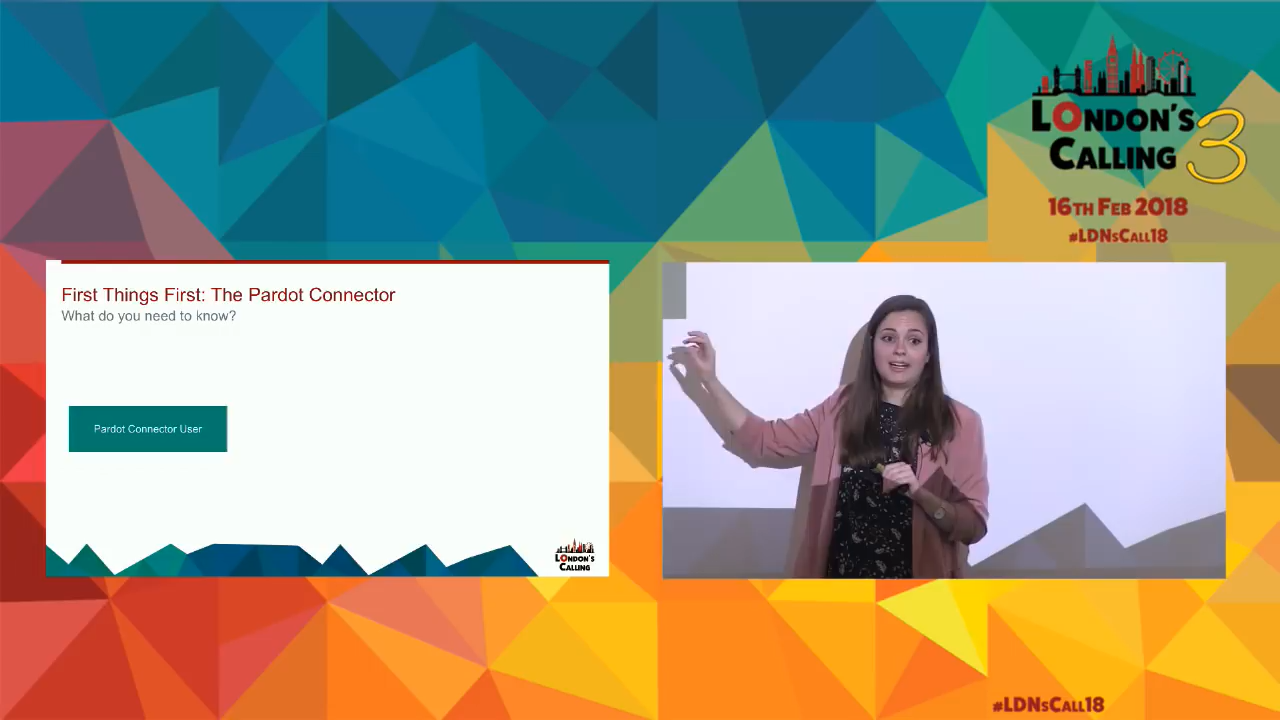 LONDON'S
CALLING 3
16TH FEB 2018
#LDNSCALL18
First Things First: The Pardot Connector
What do you need to know?
Pardot Connector User
LONDON'S
CALLING
#LDNSCALL18